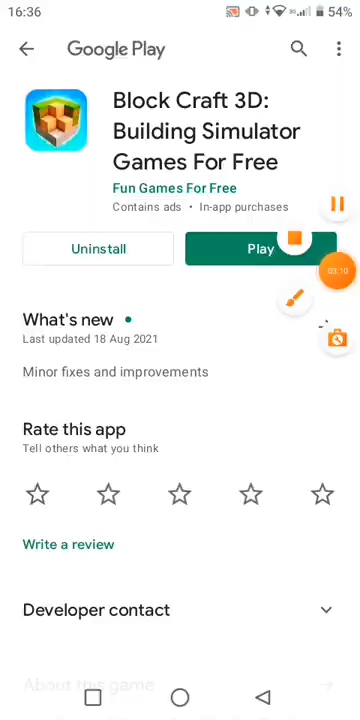 16:36
3G
54%
Google Play
Block Craft 3D:
Building Simulator
Games For Free
Fun Games For Free
Contains ads • In-app purchases
Uninstall
Play
03:10
What's new •
Last updated 18 Aug 2021
Minor fixes and improvements
Rate this app
Tell others what you think
Write a review
Developer contact
About this game